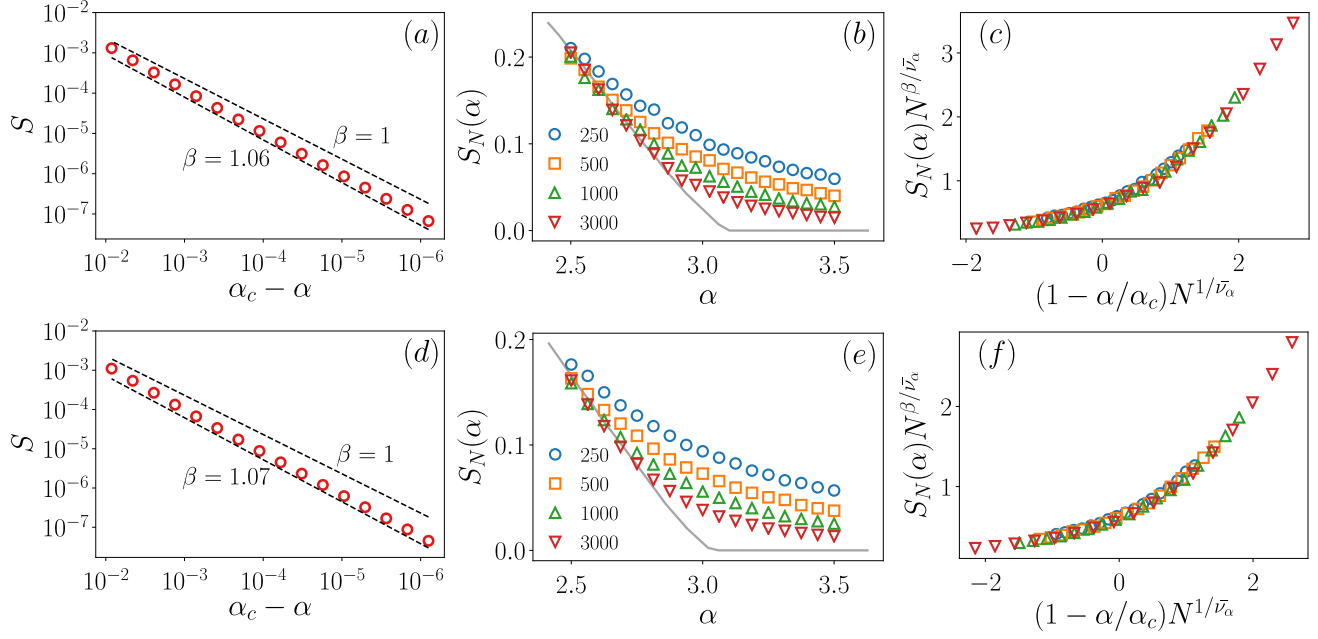 (a)
S
10⁻²
10⁻³
10⁻⁴
10⁻⁵
10⁻⁶
10⁻⁷
β = 1
β = 1.06
10⁻² 10⁻³ 10⁻⁴ 10⁻⁵ 10⁻⁶
α_c − α
(b)
S_N(α)
0.2
0.1
0.0
250
500
1000
3000
2.5 3.0 3.5
α
(c)
S_N(α)N^{β/ν̄_α}
3
2
1
−2 0 2
(1 − α/α_c)N^{1/ν̄_α}
(d)
S
10⁻²
10⁻³
10⁻⁴
10⁻⁵
10⁻⁶
10⁻⁷
β = 1
β = 1.07
10⁻² 10⁻³ 10⁻⁴ 10⁻⁵ 10⁻⁶
α_c − α
(e)
S_N(α)
0.2
0.1
0.0
250
500
1000
3000
2.5 3.0 3.5
α
(f)
S_N(α)N^{β/ν̄_α}
2
1
−2 0 2
(1 − α/α_c)N^{1/ν̄_α}